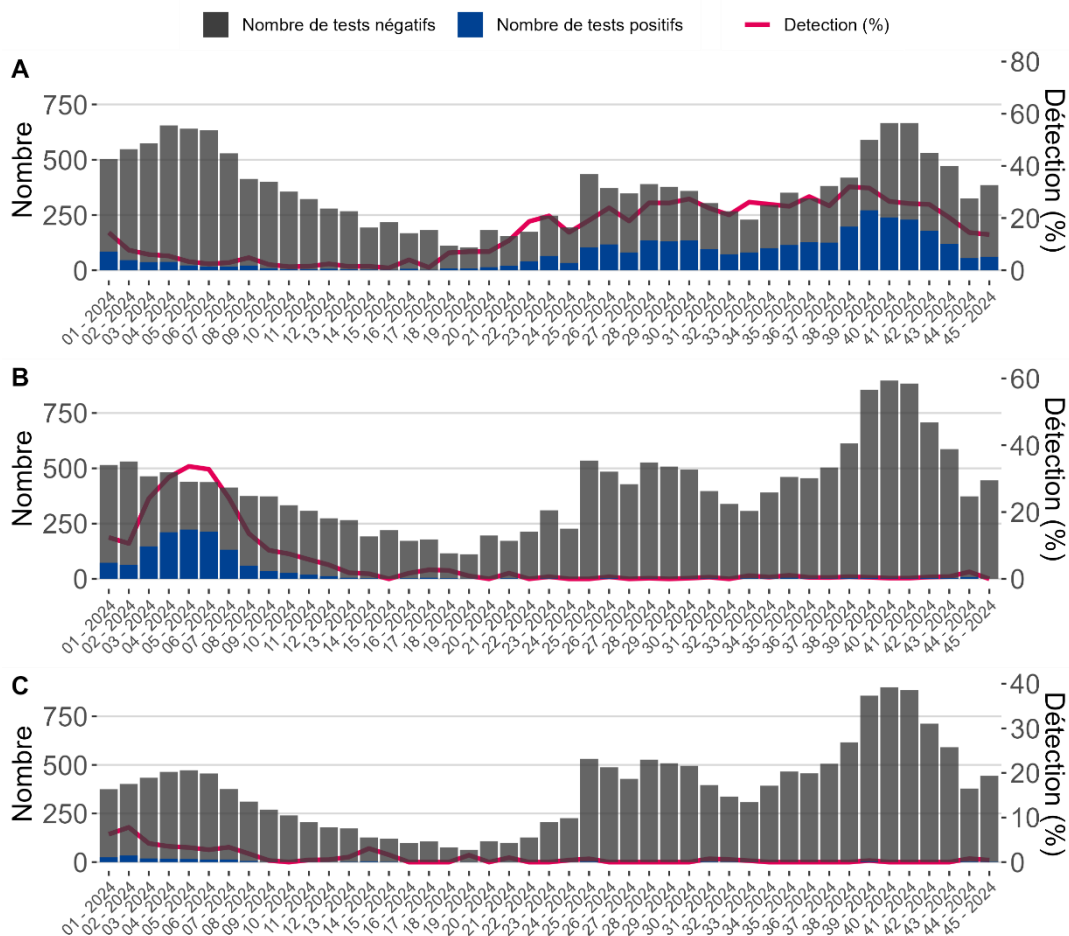 Nombre de tests négatifs Nombre de tests positifs Detection (%)
A
Nombre
750
500
250
0
80
60
40
20
0
Détection (%)
01 - 2024
02 - 2024
03 - 2024
04 - 2024
05 - 2024
06 - 2024
07 - 2024
08 - 2024
09 - 2024
10 - 2024
11 - 2024
12 - 2024
13 - 2024
14 - 2024
15 - 2024
16 - 2024
17 - 2024
18 - 2024
19 - 2024
20 - 2024
21 - 2024
22 - 2024
23 - 2024
24 - 2024
25 - 2024
26 - 2024
27 - 2024
28 - 2024
29 - 2024
30 - 2024
31 - 2024
32 - 2024
33 - 2024
34 - 2024
35 - 2024
36 - 2024
37 - 2024
38 - 2024
39 - 2024
40 - 2024
41 - 2024
42 - 2024
43 - 2024
44 - 2024
45 - 2024
B
Nombre
750
500
250
0
60
40
20
0
Détection (%)
01 - 2024
02 - 2024
03 - 2024
04 - 2024
05 - 2024
06 - 2024
07 - 2024
08 - 2024
09 - 2024
10 - 2024
11 - 2024
12 - 2024
13 - 2024
14 - 2024
15 - 2024
16 - 2024
17 - 2024
18 - 2024
19 - 2024
20 - 2024
21 - 2024
22 - 2024
23 - 2024
24 - 2024
25 - 2024
26 - 2024
27 - 2024
28 - 2024
29 - 2024
30 - 2024
31 - 2024
32 - 2024
33 - 2024
34 - 2024
35 - 2024
36 - 2024
37 - 2024
38 - 2024
39 - 2024
40 - 2024
41 - 2024
42 - 2024
43 - 2024
44 - 2024
45 - 2024
C
Nombre
750
500
250
0
40
30
20
10
0
Détection (%)
01 - 2024
02 - 2024
03 - 2024
04 - 2024
05 - 2024
06 - 2024
07 - 2024
08 - 2024
09 - 2024
10 - 2024
11 - 2024
12 - 2024
13 - 2024
14 - 2024
15 - 2024
16 - 2024
17 - 2024
18 - 2024
19 - 2024
20 - 2024
21 - 2024
22 - 2024
23 - 2024
24 - 2024
25 - 2024
26 - 2024
27 - 2024
28 - 2024
29 - 2024
30 - 2024
31 - 2024
32 - 2024
33 - 2024
34 - 2024
35 - 2024
36 - 2024
37 - 2024
38 - 2024
39 - 2024
40 - 2024
41 - 2024
42 - 2024
43 - 2024
44 - 2024
45 - 2024